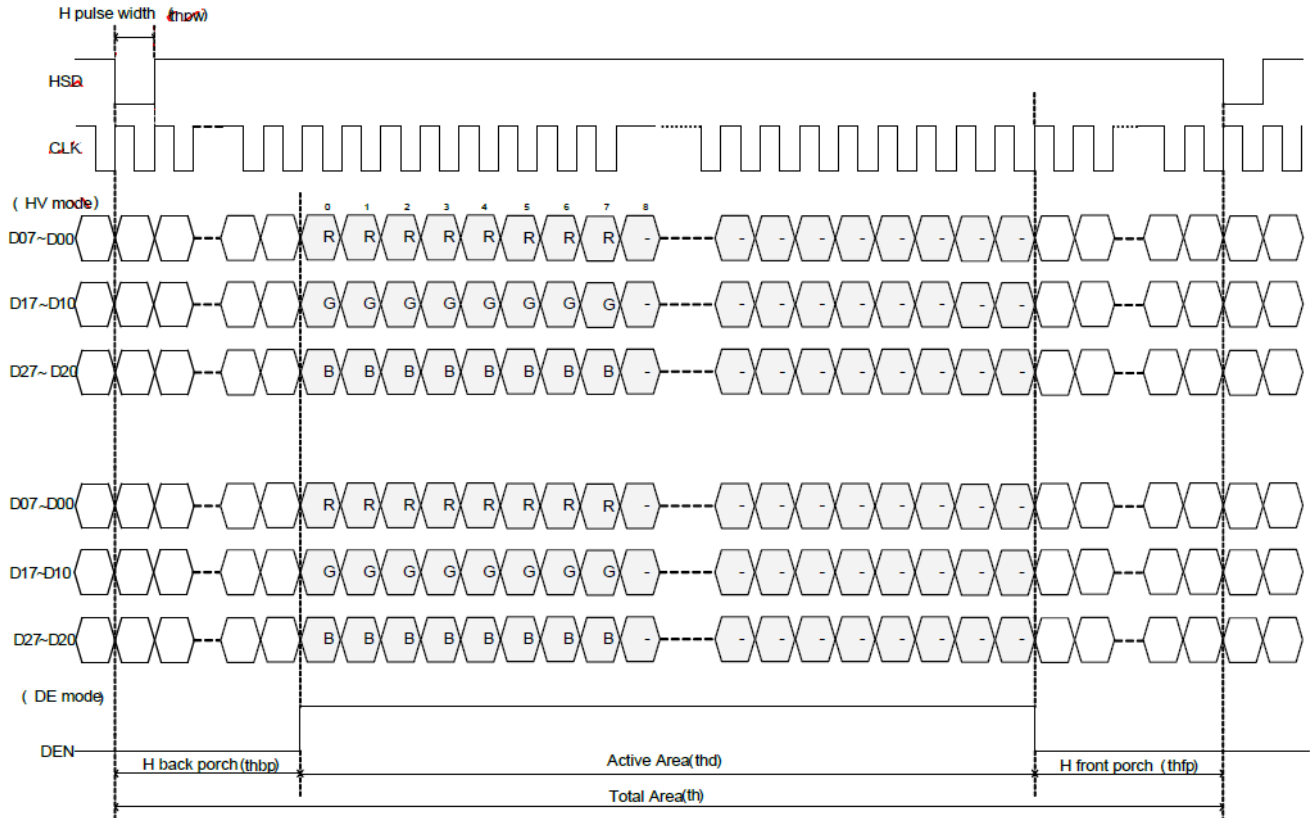 H pulse width (thpw)
HSD
CLK
( HV mode)
0 1 2 3 4 5 6 7 8
D07~D00 R R R R R R R R - - - - - - - - -
D17~D10 G G G G G G G G - - - - - - - - -
D27~D20 B B B B B B B B - - - - - - - - -
D07~D00 R R R R R R R R - - - - - - - - -
D17~D10 G G G G G G G G - - - - - - - - -
D27~D20 B B B B B B B B - - - - - - - - -
( DE mode)
DEN
H back porch (thbp) Active Area(thd) H front porch (thfp)
Total Area(th)